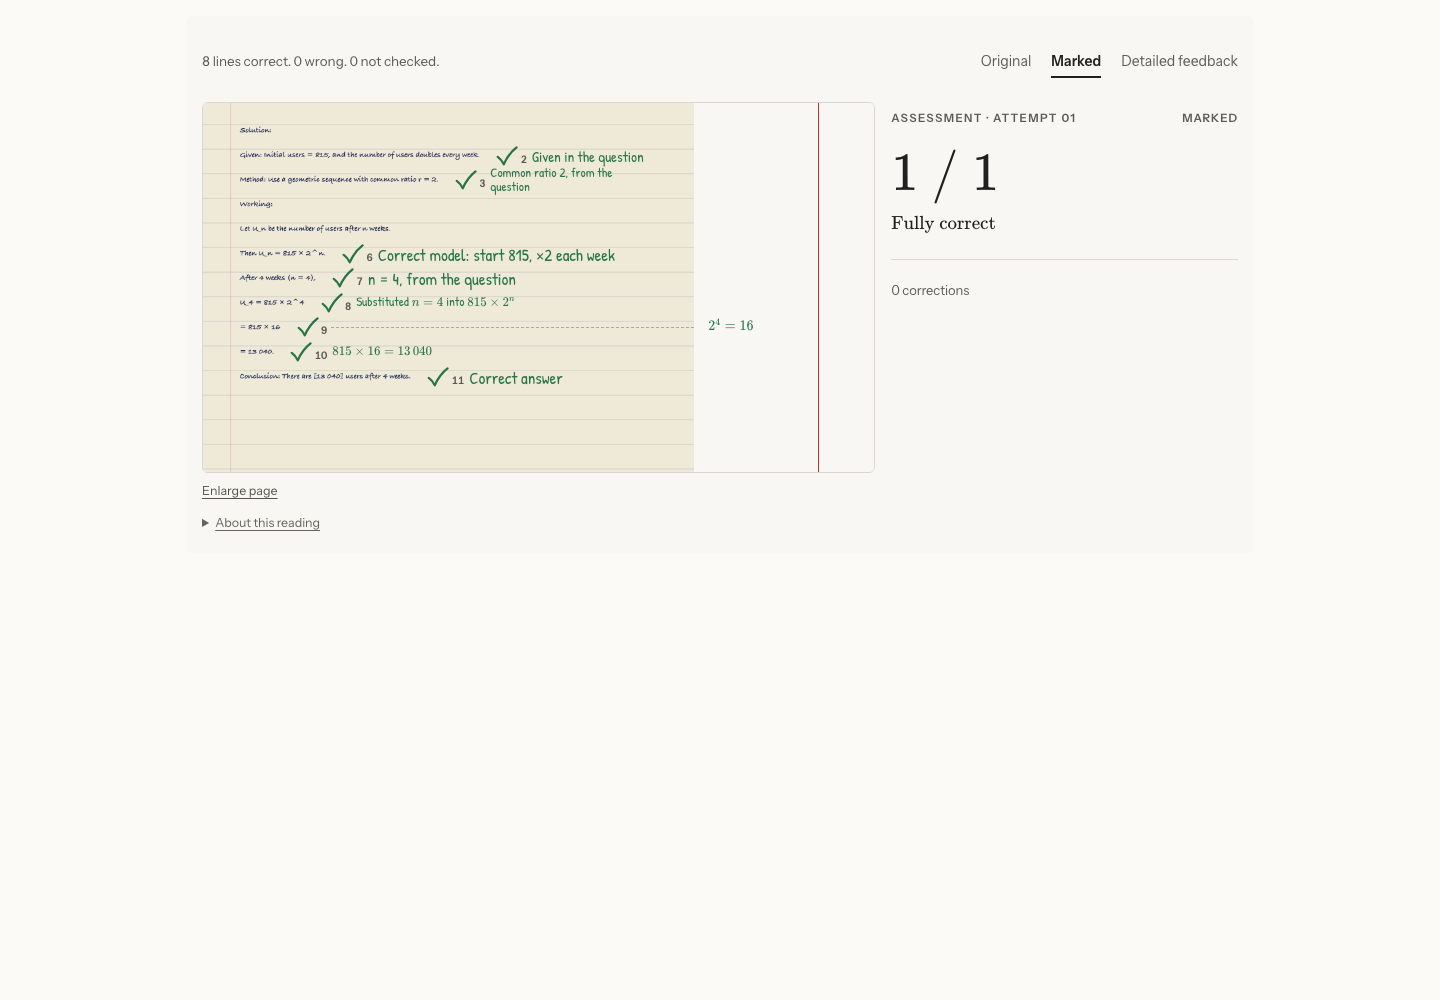 8 lines correct. 0 wrong. 0 not checked.
Original Marked Detailed feedback
Solution:
Given: Initial users = 815, and the number of users doubles every week. ✓ 2 Given in the question
Method: Use a geometric sequence with common ratio r = 2. ✓ 3 Common ratio 2, from the
question
Working:
Let U_n be the number of users after n weeks.
Then U_n = 815 × 2^n. ✓ 6 Correct model: start 815, ×2 each week
After 4 weeks (n = 4), ✓ 7 n = 4, from the question
U_4 = 815 × 2^4 ✓ 8 Substituted n = 4 into 815 × 2ⁿ
= 815 × 16 ✓ 9 2⁴ = 16
= 13 040. ✓ 10 815 × 16 = 13 040
Conclusion: There are [13 040] users after 4 weeks. ✓ 11 Correct answer
Enlarge page
▶ About this reading
ASSESSMENT · ATTEMPT 01 MARKED
1 / 1
Fully correct
0 corrections